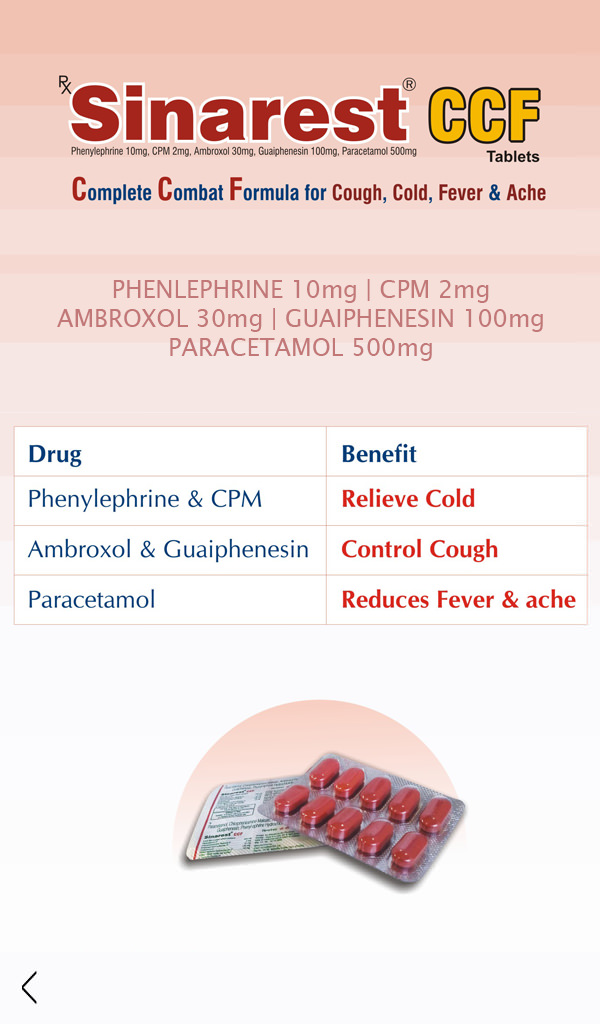 Rx
Sinarest® CCF
Phenylephrine 10mg, CPM 2mg, Ambroxol 30mg, Guaiphenesin 100mg, Paracetamol 500mg
Tablets
Complete Combat Formula for Cough, Cold, Fever & Ache
PHENLEPHRINE 10mg | CPM 2mg
AMBROXOL 30mg | GUAIPHENESIN 100mg
PARACETAMOL 500mg
Drug Benefit
Phenylephrine & CPM Relieve Cold
Ambroxol & Guaiphenesin Control Cough
Paracetamol Reduces Fever & ache
Sinarest CCF